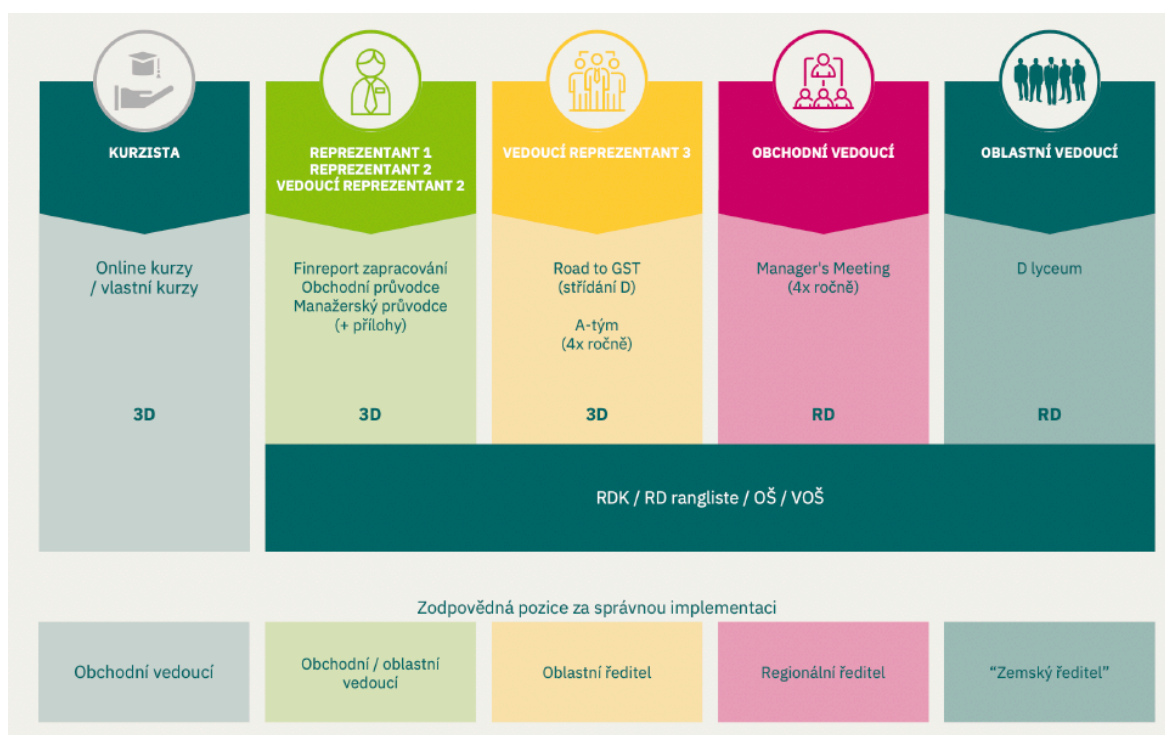 KURZISTA
REPREZENTANT 1
REPREZENTANT 2
VEDOUCÍ REPREZENTANT 2
VEDOUCÍ REPREZENTANT 3
OBCHODNÍ VEDOUCÍ
OBLASTNÍ VEDOUCÍ
Online kurzy
/ vlastní kurzy
Finreport zapracování
Obchodní průvodce
Manažerský průvodce
(+ přílohy)
Road to GST
(střídání D)
A-tým
(4x ročně)
Manager's Meeting
(4x ročně)
D lyceum
3D
3D
3D
RD
RD
RDK / RD rangliste / OŠ / VOŠ
Zodpovědná pozice za správnou implementaci
Obchodní vedoucí
Obchodní / oblastní
vedoucí
Oblastní ředitel
Regionální ředitel
“Zemský ředitel”